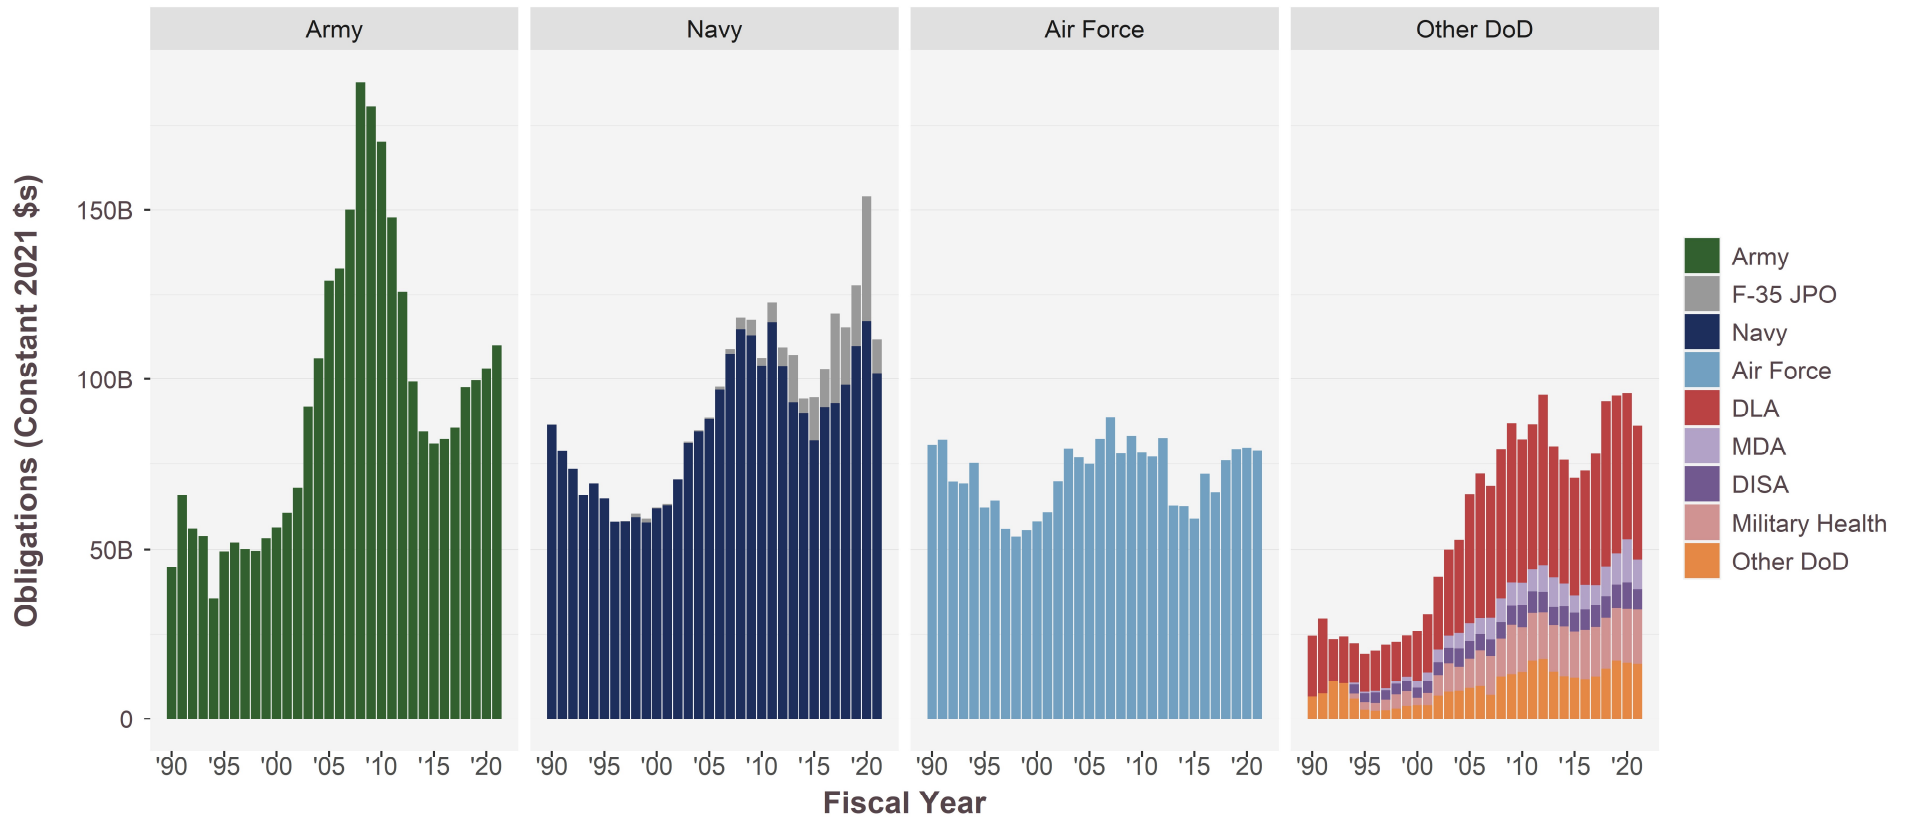 Army
Navy
Air Force
Other DoD
Obligations (Constant 2021 $s)
150B
100B
50B
0
'90 '95 '00 '05 '10 '15 '20
'90 '95 '00 '05 '10 '15 '20
'90 '95 '00 '05 '10 '15 '20
'90 '95 '00 '05 '10 '15 '20
Fiscal Year
Army
F-35 JPO
Navy
Air Force
DLA
MDA
DISA
Military Health
Other DoD